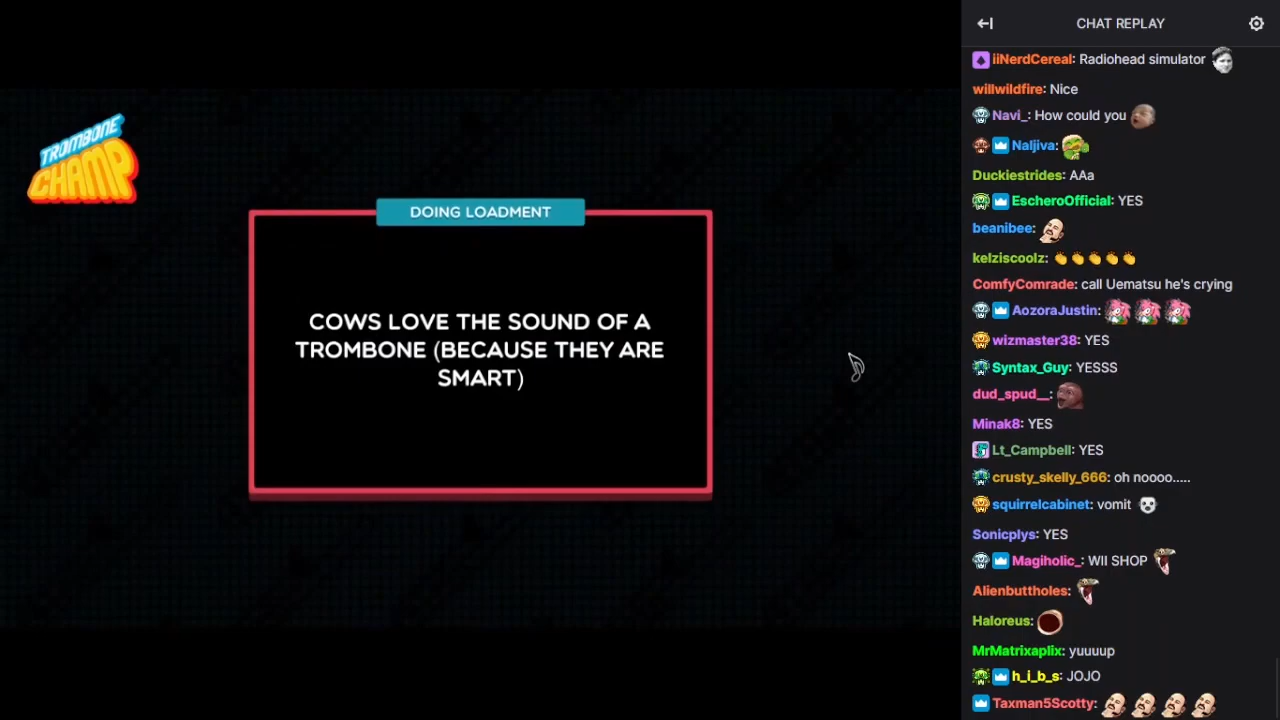 TROMBONE
CHAMP
DOING LOADMENT
COWS LOVE THE SOUND OF A
TROMBONE (BECAUSE THEY ARE
SMART)
CHAT REPLAY
iiNerdCereal: Radiohead simulator
willwildfire: Nice
Navi_: How could you
Naljiva:
Duckiestrides: AAa
EscheroOfficial: YES
beanibee:
kelziscoolz: 👏👏👏👏👏
ComfyComrade: call Uematsu he's crying
AozoraJustin:
wizmaster38: YES
Syntax_Guy: YESSS
dud_spud__:
Minak8: YES
Lt_Campbell: YES
crusty_skelly_666: oh noooo.....
squirrelcabinet: vomit
Sonicplys: YES
Magiholic_: WII SHOP
Alienbuttholes:
Haloreus:
MrMatrixaplix: yuuuup
h_i_b_s: JOJO
Taxman5Scotty: